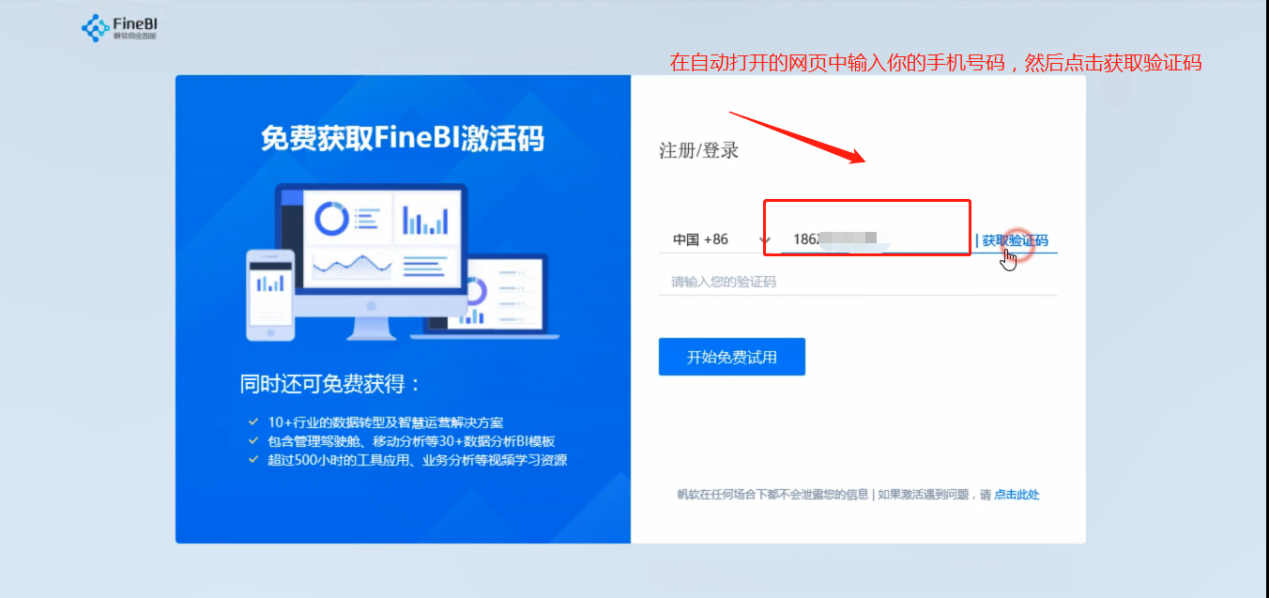 FineBI
帆软商业智能
在自动打开的网页中输入你的手机号码，然后点击获取验证码
免费获取FineBI激活码
注册/登录
中国 +86
186
| 获取验证码
请输入您的验证码
开始免费试用
同时还可免费获得：
10+行业的数据转型及智慧运营解决方案
包含管理驾驶舱、移动分析等30+数据分析BI模板
超过500小时的工具应用、业务分析等视频学习资源
帆软在任何场合下都不会泄露您的信息 | 如果激活遇到问题，请 点击此处